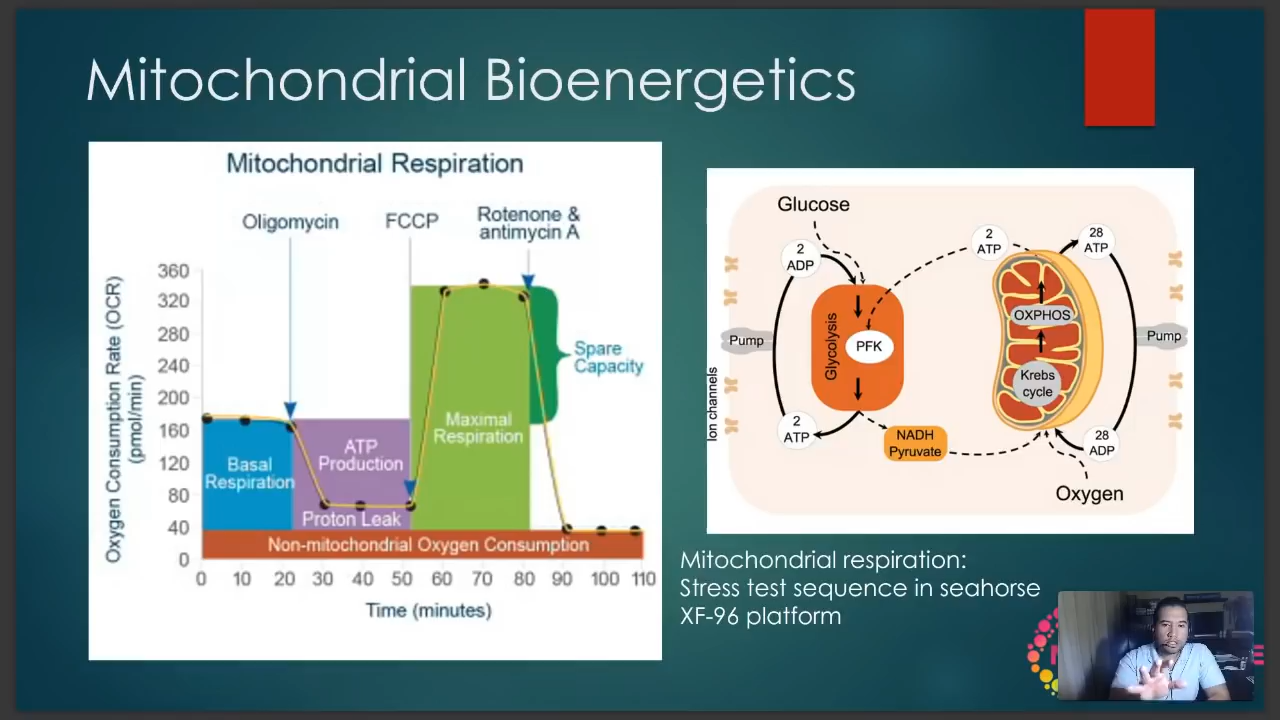 Mitochondrial Bioenergetics
Mitochondrial Respiration
Oligomycin
FCCP
Rotenone &
antimycin A
Oxygen Consumption Rate (OCR)
(pmol/min)
360
320
280
240
200
160
120
80
40
0
Basal
Respiration
ATP
Production
Proton Leak
Maximal
Respiration
Spare
Capacity
Non-mitochondrial Oxygen Consumption
0 10 20 30 40 50 60 70 80 90 100 110
Time (minutes)
Glucose
2
ADP
2
ATP
28
ATP
Glycolysis
PFK
OXPHOS
Krebs
cycle
Pump
Pump
Ion channels
2
ATP
NADH
Pyruvate
28
ADP
Oxygen
Mitochondrial respiration:
Stress test sequence in seahorse
XF-96 platform